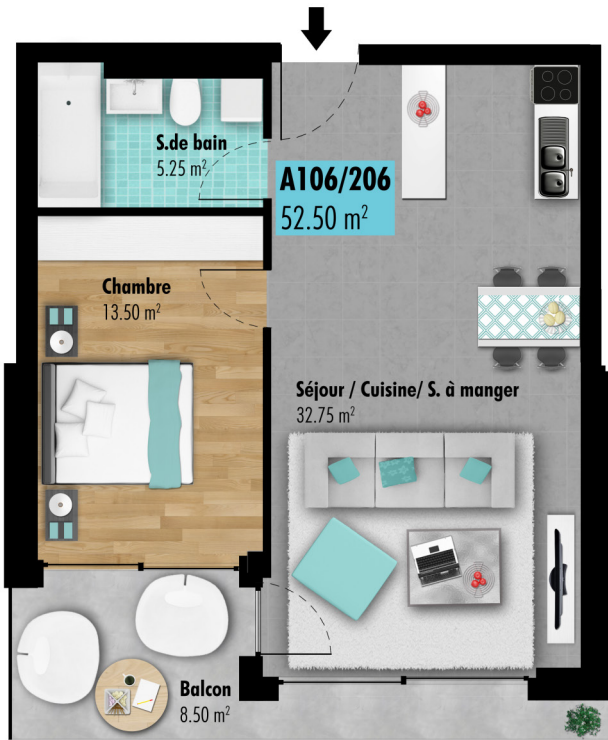 S.de bain
5.25 m²
A106/206
52.50 m²
Chambre
13.50 m²
Séjour / Cuisine/ S. à manger
32.75 m²
Balcon
8.50 m²